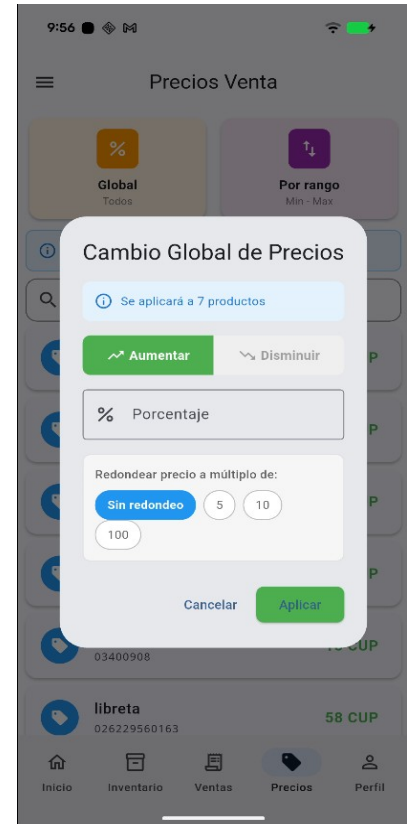 9:56
Precios Venta
Global
Todos
Por rango
Min - Max
Cambio Global de Precios
Se aplicará a 7 productos
Aumentar
Disminuir
P
% Porcentaje
P
Redondear precio a múltiplo de:
Sin redondeo 5 10
P
100
P
Cancelar
Aplicar
CUP
03400908
libreta
58 CUP
026229560163
Inicio
Inventario
Ventas
Precios
Perfil